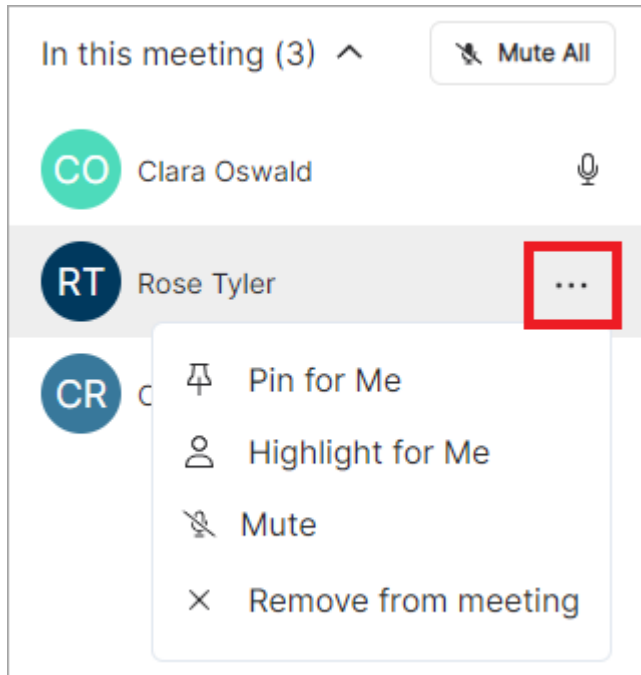 In this meeting (3)
Mute All
CO Clara Oswald
RT Rose Tyler ...
CR C
Pin for Me
Highlight for Me
Mute
Remove from meeting